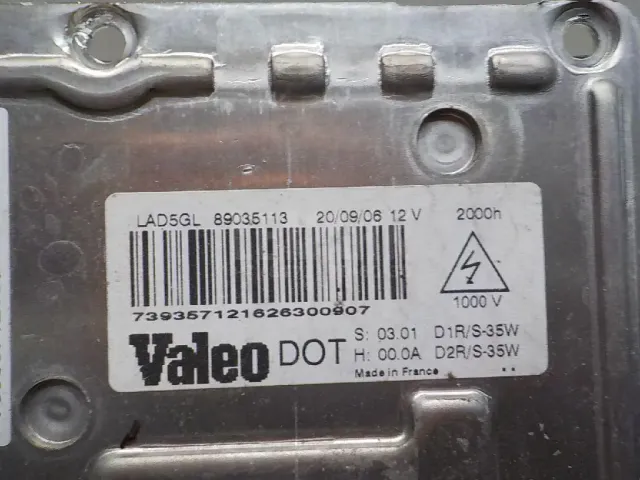 LAD5GL 89035113 20/09/06 12 V 2000h
739357121626300907
1000 V
Valeo DOT S: 03.01 D1R/S-35W
H: 00.0A D2R/S-35W
Made in France